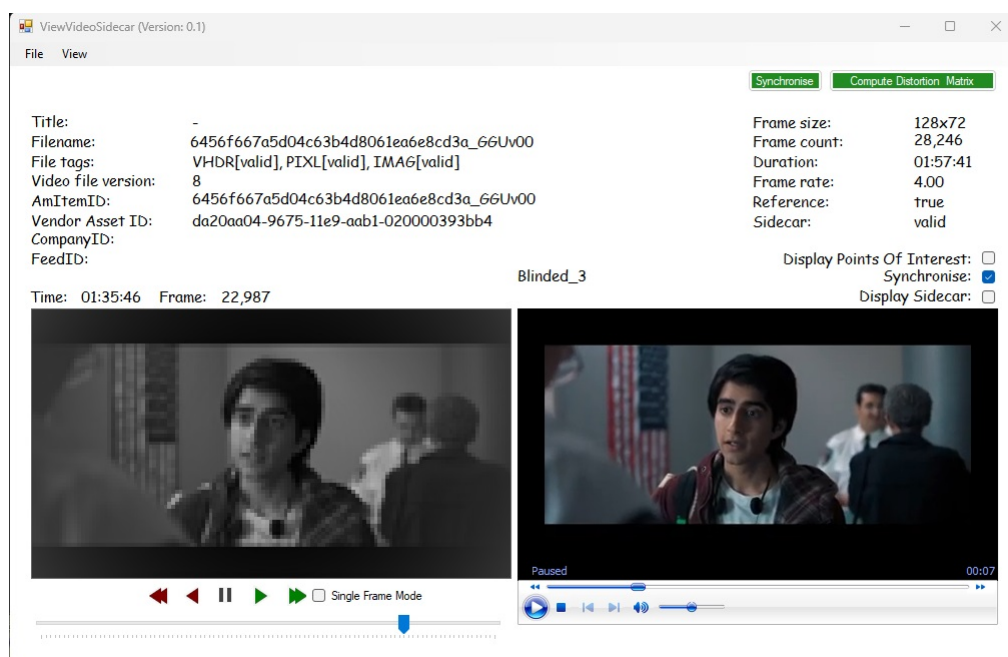 ViewVideoSidecar (Version: 0.1)
File View
Synchronise Compute Distortion Matrix
Title: -
Filename: 6456f667a5d04c63b4d8061ea6e8cd3a_GGUv00
File tags: VHDR[valid], PIXL[valid], IMAG[valid]
Video file version: 8
AmItemID: 6456f667a5d04c63b4d8061ea6e8cd3a_GGUv00
Vendor Asset ID: da20aa04-9675-11e9-aab1-020000393bb4
CompanyID:
FeedID:
Frame size: 128x72
Frame count: 28,246
Duration: 01:57:41
Frame rate: 4.00
Reference: true
Sidecar: valid
Display Points Of Interest:
Synchronise:
Display Sidecar:
Blinded_3
Time: 01:35:46 Frame: 22,987
Paused 00:07
Single Frame Mode